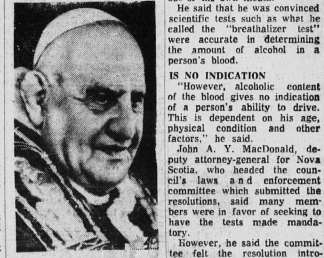 He said that he was convinced
scientific tests such as what he
called the "breathalizer test"
were accurate in determining
the amount of alcohol in a
person's blood.
IS NO INDICATION
"However, alcoholic content
of the blood gives no indication
of a person's ability to drive.
This is dependent on his age,
physical condition and other
factors," he said.
John A. Y. MacDonald, de-
puty attorney-general for Nova
Scotia, who headed the coun-
cil's laws and enforcement
committee which submitted the
resolutions, said many mem-
bers were in favor of seeking to
have the tests made manda-
tory.
However, he said the commit-
tee felt the resolution intro-